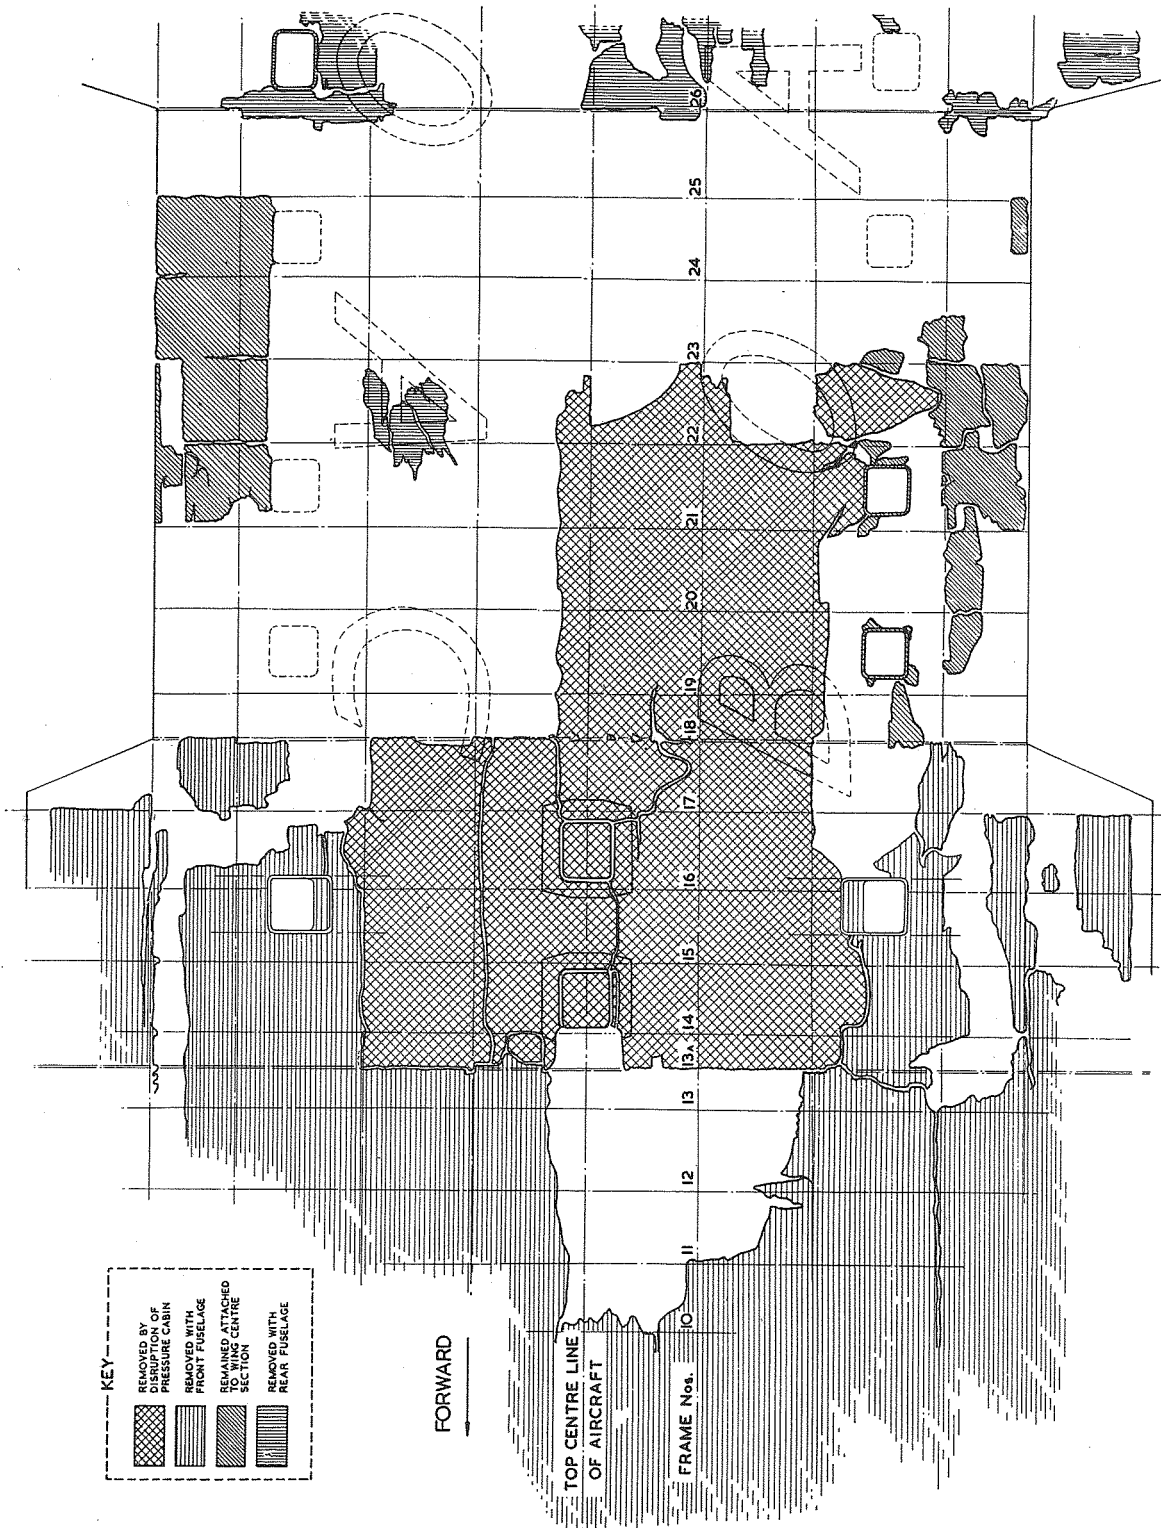 KEY
REMOVED BY
DISRUPTION OF
PRESSURE CABIN
REMOVED WITH
FRONT FUSELAGE
REMAINED ATTACHED
TO WING CENTRE
SECTION
REMOVED WITH
REAR FUSELAGE
FORWARD
TOP CENTRE LINE
OF AIRCRAFT
FRAME Nos.
10
11
12
13
13A
14
15
16
17
18
19
20
21
22
23
24
25
26